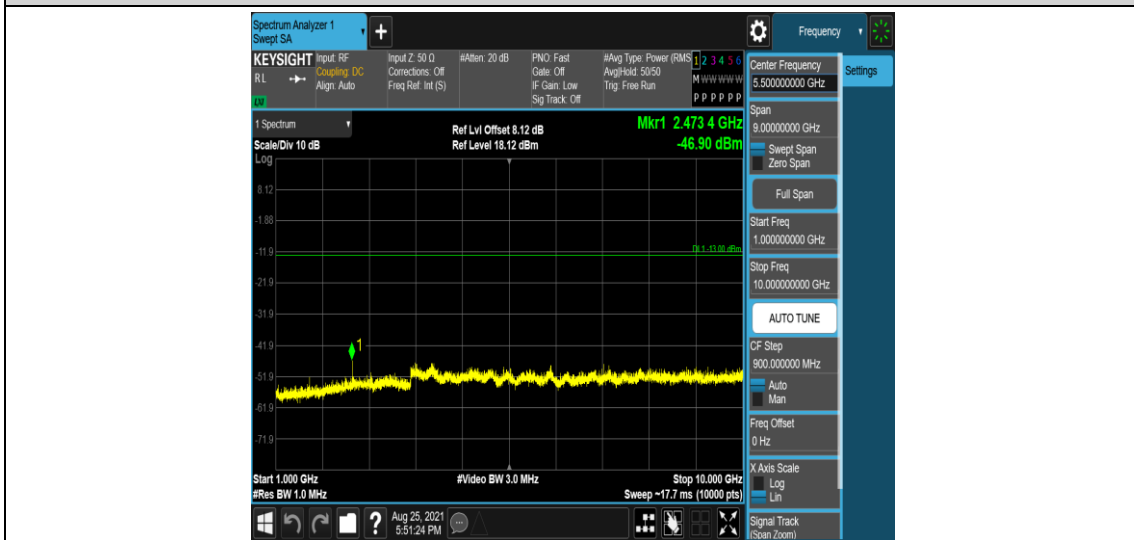 Spectrum Analyzer 1
Swept SA
+
Frequency
KEYSIGHT
RL
Input: RF
Coupling: DC
Align: Auto
Input Z: 50 Ω
Corrections: Off
Freq Ref: Int (S)
#Atten: 20 dB
PNO: Fast
Gate: Off
IF Gain: Low
Sig Track: Off
#Avg Type: Power (RMS
Avg|Hold: 50/50
Trig: Free Run
1 2 3 4 5 6
M W W W W W
P P P P P P
1 Spectrum
Scale/Div 10 dB
Ref Lvl Offset 8.12 dB
Ref Level 18.12 dBm
Mkr1 2.473 4 GHz
-46.90 dBm
Log
8.12
-1.88
-11.9
DL1 -13.00 dBm
-21.9
-31.9
-41.9
1
-51.9
-61.9
-71.9
Start 1.000 GHz
#Res BW 1.0 MHz
#Video BW 3.0 MHz
Stop 10.000 GHz
Sweep ~17.7 ms (10000 pts)
?
Aug 25, 2021
5:51:24 PM
Center Frequency
5.500000000 GHz
Settings
Span
9.00000000 GHz
Swept Span
Zero Span
Full Span
Start Freq
1.000000000 GHz
Stop Freq
10.000000000 GHz
AUTO TUNE
CF Step
900.000000 MHz
Auto
Man
Freq Offset
0 Hz
X Axis Scale
Log
Lin
Signal Track
(Span Zoom)